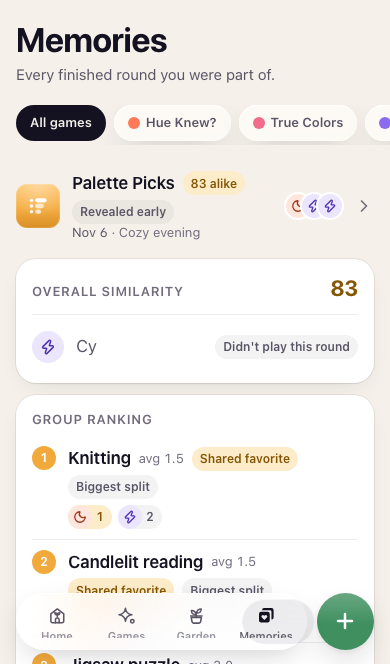 Memories
Every finished round you were part of.
All games
Hue Knew?
True Colors
Palette Picks
83 alike
Revealed early
Nov 6 · Cozy evening
OVERALL SIMILARITY
83
Cy
Didn't play this round
GROUP RANKING
1
Knitting
avg 1.5
Shared favorite
Biggest split
1
2
2
Candlelit reading
avg 1.5
Shared favorite
Biggest split
Home
Games
Garden
Memories
Jigsaw puzzle